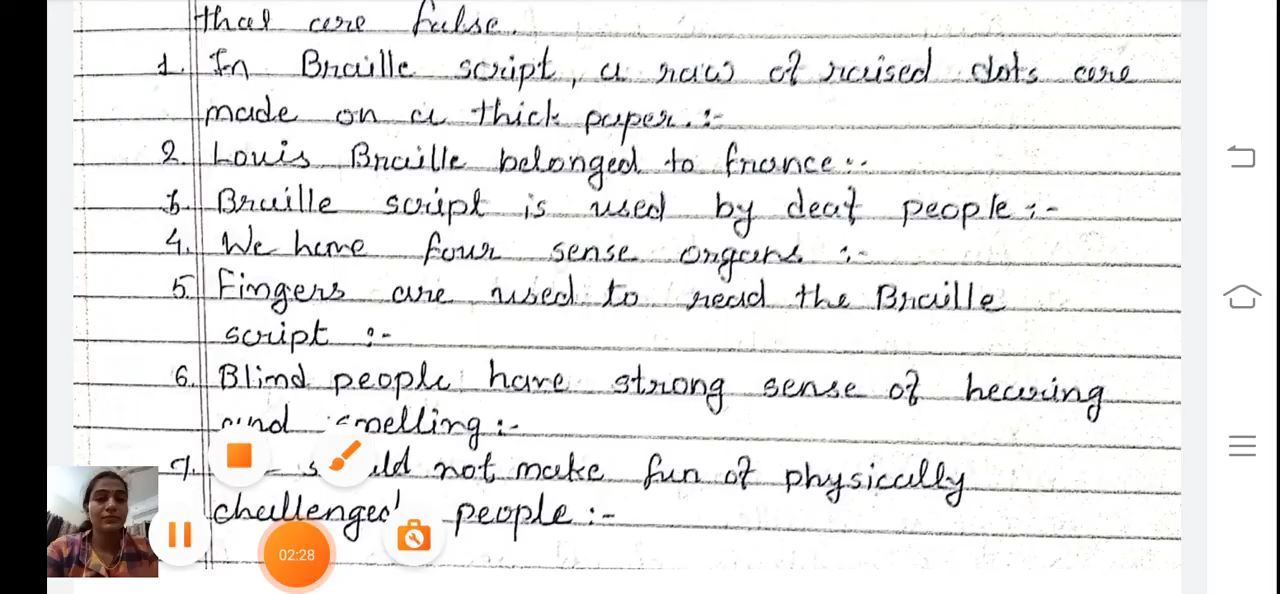 that are false.
1. In Braille script, a raw of raised dots are
made on a thick paper. :-
2. Louis Braille belonged to france :-
3. Braille script is used by deaf people :-
4. We have four sense organs :-
5. Fingers are used to read the Braille
script :-
6. Blind people have strong sense of hearing
and smelling :-
7. not make fun of physically
challenged people :-
02:28